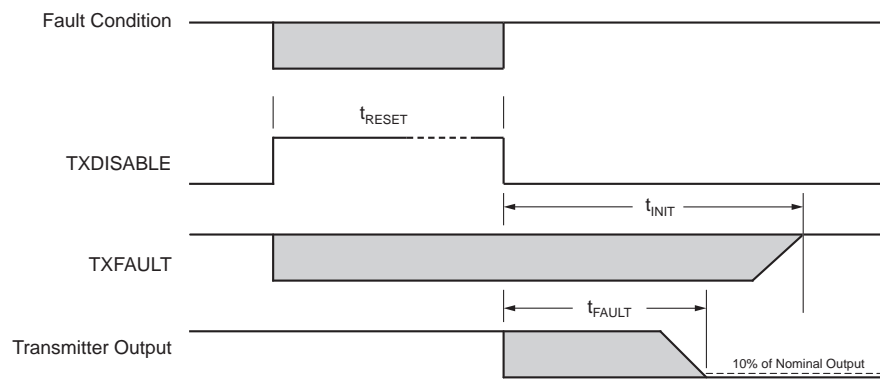 Fault Condition
tRESET
TXDISABLE
tINIT
TXFAULT
tFAULT
Transmitter Output
10% of Nominal Output